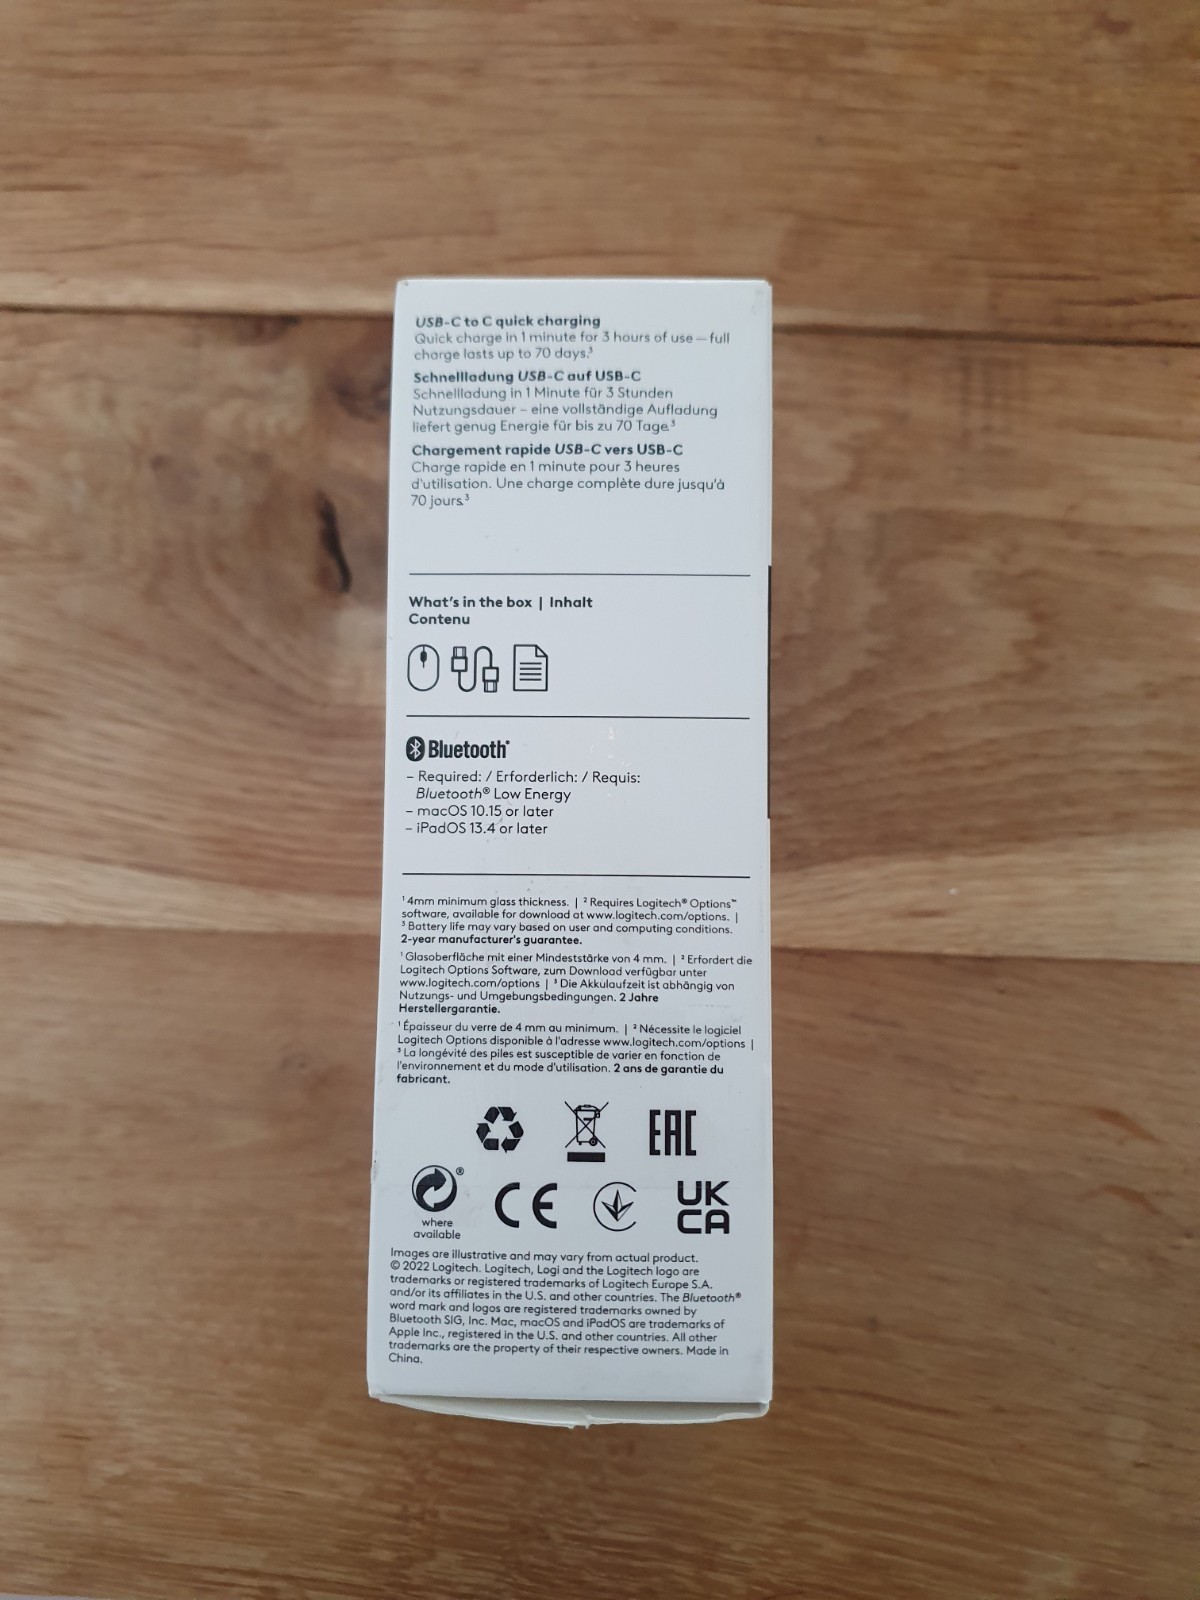 USB-C to C quick charging
Quick charge in 1 minute for 3 hours of use – full
charge lasts up to 70 days.³
Schnellladung USB-C auf USB-C
Schnellladung in 1 Minute für 3 Stunden
Nutzungsdauer – eine vollständige Aufladung
liefert genug Energie für bis zu 70 Tage.³
Chargement rapide USB-C vers USB-C
Charge rapide en 1 minute pour 3 heures
d'utilisation. Une charge complète dure jusqu'à
70 jours.³
What's in the box | Inhalt
Contenu
Bluetooth®
– Required: / Erforderlich: / Requis:
Bluetooth® Low Energy
– macOS 10.15 or later
– iPadOS 13.4 or later
¹ 4mm minimum glass thickness. | ² Requires Logitech® Options™
software, available for download at www.logitech.com/options. |
³ Battery life may vary based on user and computing conditions.
2-year manufacturer's guarantee.
¹ Glasoberfläche mit einer Mindeststärke von 4 mm. | ² Erfordert die
Logitech Options Software, zum Download verfügbar unter
www.logitech.com/options | ³ Die Akkulaufzeit ist abhängig von
Nutzungs- und Umgebungsbedingungen. 2 Jahre
Herstellergarantie.
¹ Épaisseur du verre de 4 mm au minimum. | ² Nécessite le logiciel
Logitech Options disponible à l'adresse www.logitech.com/options |
³ La longévité des piles est susceptible de varier en fonction de
l'environnement et du mode d'utilisation. 2 ans de garantie du
fabricant.
EAC
®
where
available
CE
UK
CA
Images are illustrative and may vary from actual product.
© 2022 Logitech. Logitech, Logi and the Logitech logo are
trademarks or registered trademarks of Logitech Europe S.A.
and/or its affiliates in the U.S. and other countries. The Bluetooth®
word mark and logos are registered trademarks owned by
Bluetooth SIG, Inc. Mac, macOS and iPadOS are trademarks of
Apple Inc., registered in the U.S. and other countries. All other
trademarks are the property of their respective owners. Made in
China.